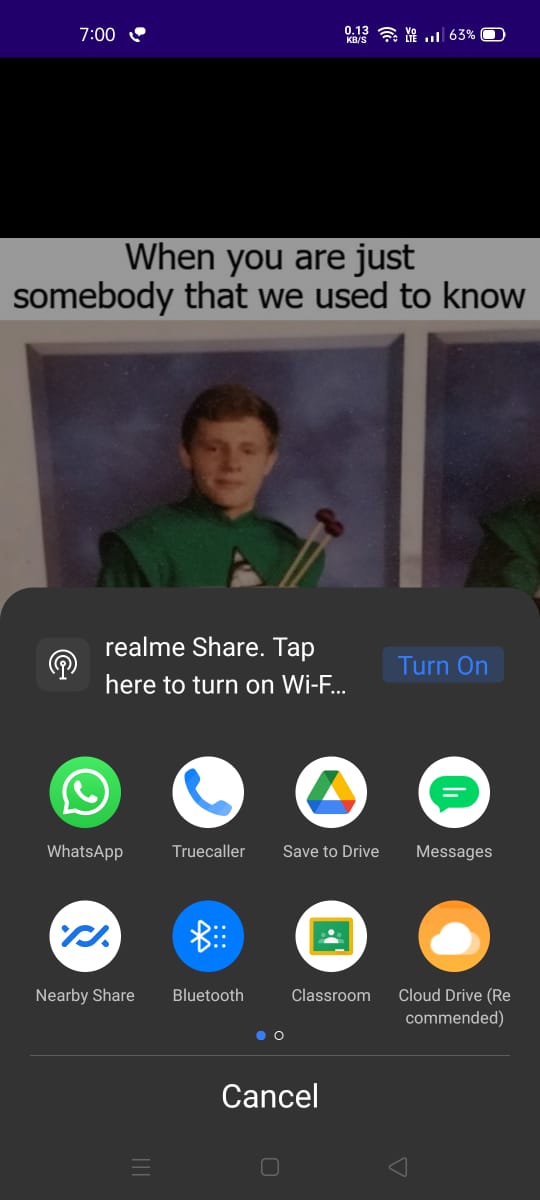 7:00 0.13 KB/S Vo LTE 63%
When you are just
somebody that we used to know
realme Share. Tap
here to turn on Wi-F...
Turn On
WhatsApp Truecaller Save to Drive Messages
Nearby Share Bluetooth Classroom Cloud Drive (Re
commended)
Cancel